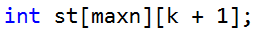 int st[maxn][k + 1];